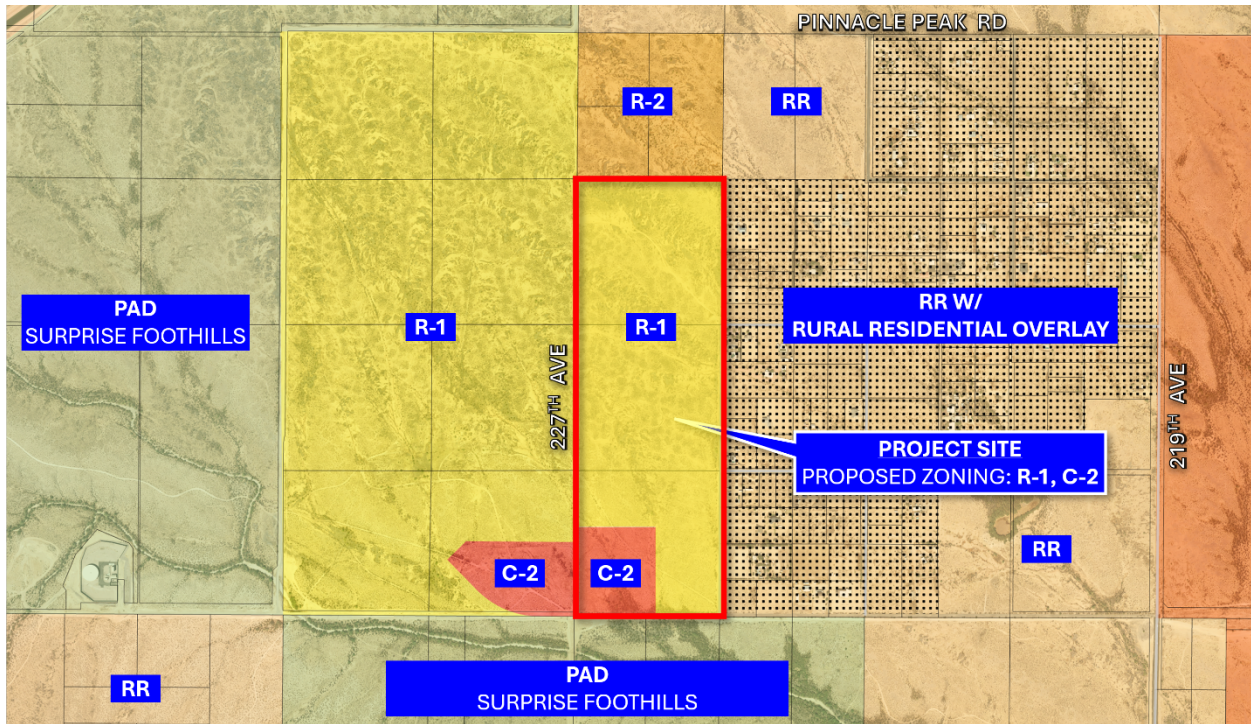 PINNACLE PEAK RD
R-2
RR
PAD
SURPRISE FOOTHILLS
R-1
227TH AVE
R-1
RR W/
RURAL RESIDENTIAL OVERLAY
219TH AVE
PROJECT SITE
PROPOSED ZONING: R-1, C-2
RR
C-2
C-2
RR
PAD
SURPRISE FOOTHILLS